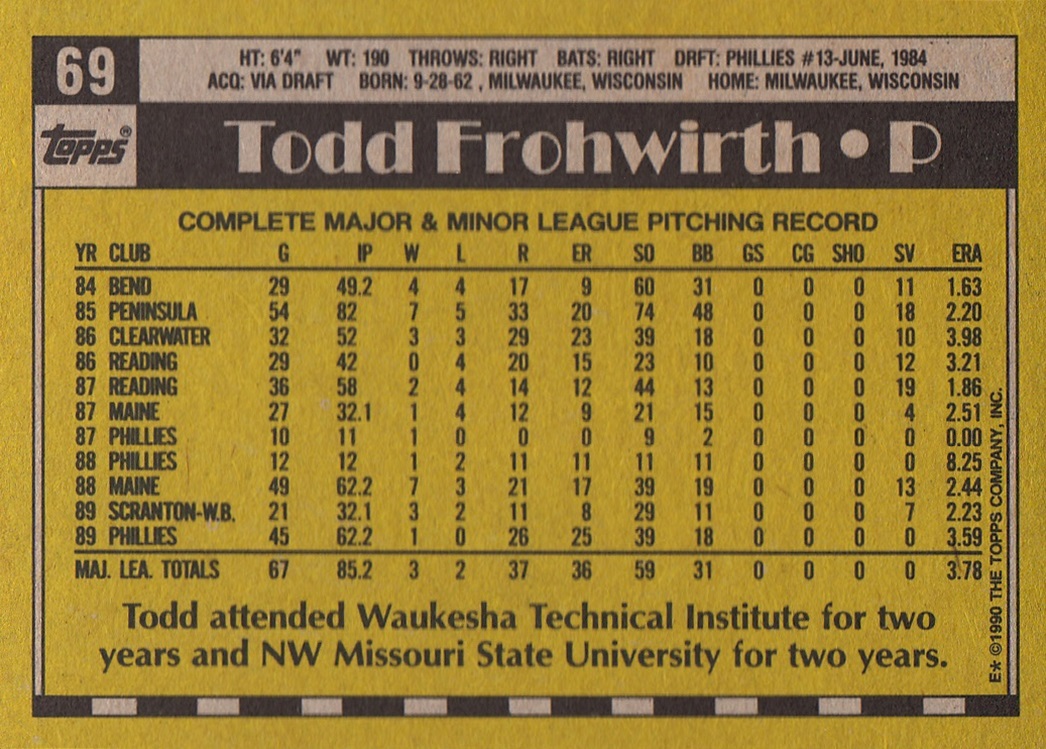 69
HT: 6'4" WT: 190 THROWS: RIGHT BATS: RIGHT DRFT: PHILLIES #13-JUNE, 1984
ACQ: VIA DRAFT BORN: 9-28-62 , MILWAUKEE, WISCONSIN HOME: MILWAUKEE, WISCONSIN
Topps®
Todd Frohwirth • P
COMPLETE MAJOR & MINOR LEAGUE PITCHING RECORD
YR CLUB G IP W L R ER SO BB GS CG SHO SV ERA
84 BEND 29 49.2 4 4 17 9 60 31 0 0 0 11 1.63
85 PENINSULA 54 82 7 5 33 20 74 48 0 0 0 18 2.20
86 CLEARWATER 32 52 3 3 29 23 39 18 0 0 0 10 3.98
86 READING 29 42 0 4 20 15 23 10 0 0 0 12 3.21
87 READING 36 58 2 4 14 12 44 13 0 0 0 19 1.86
87 MAINE 27 32.1 1 4 12 9 21 15 0 0 0 4 2.51
87 PHILLIES 10 11 1 0 0 0 9 2 0 0 0 0 0.00
88 PHILLIES 12 12 1 2 11 11 11 11 0 0 0 0 8.25
88 MAINE 49 62.2 7 3 21 17 39 19 0 0 0 13 2.44
89 SCRANTON-W.B. 21 32.1 3 2 11 8 29 11 0 0 0 7 2.23
89 PHILLIES 45 62.2 1 0 26 25 39 18 0 0 0 0 3.59
MAJ. LEA. TOTALS 67 85.2 3 2 37 36 59 31 0 0 0 0 3.78
Todd attended Waukesha Technical Institute for two
years and NW Missouri State University for two years.
E* ©1990 THE TOPPS COMPANY, INC.